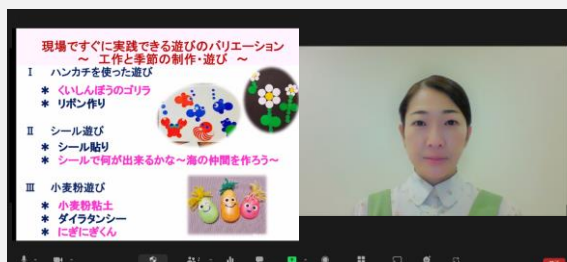 現場ですぐに実践できる遊びのバリエーション
～ 工作と季節の制作・遊び ～
Ⅰ ハンカチを使った遊び
＊ くいしんぼうのゴリラ
＊ リボン作り
Ⅱ シール遊び
＊ シール貼り
＊ シールで何が出来るかな～海の仲間を作ろう～
Ⅲ 小麦粉遊び
＊ 小麦粉粘土
＊ ダイラタンシー
＊ にぎにぎくん